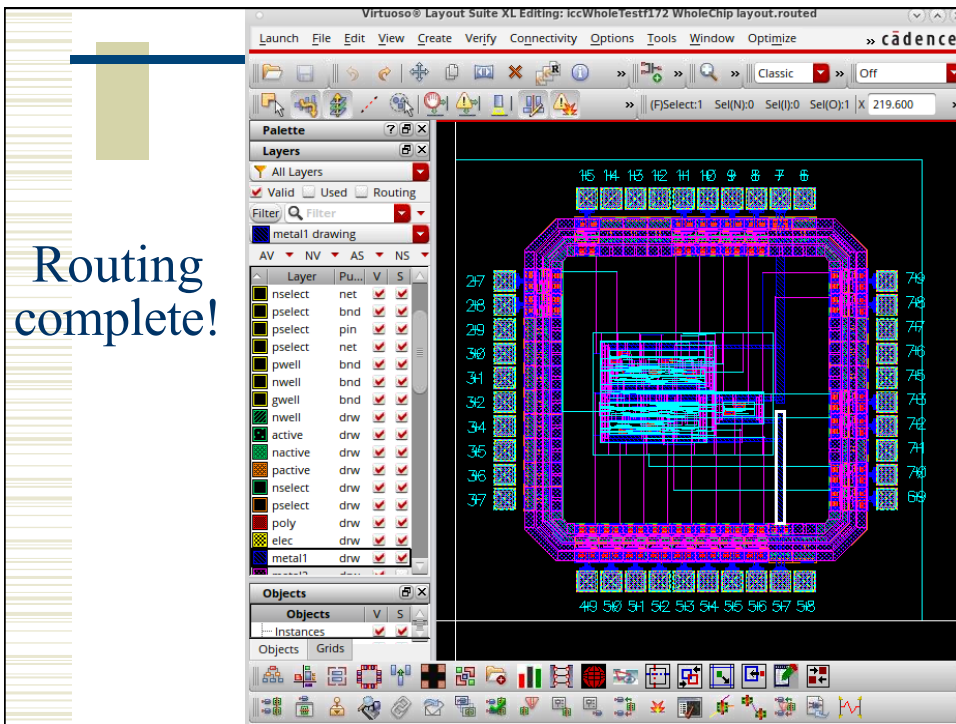 Routing
complete!
Virtuoso® Layout Suite XL Editing: iccWholeTestf172 WholeChip layout.routed
Launch File Edit View Create Verify Connectivity Options Tools Window Optimize » cādence
» » » Classic » Off
» (F)Select:1 Sel(N):0 Sel(I):0 Sel(O):1 X 219.600
Palette
Layers
All Layers
Valid Used Routing
Filter Filter
metal1 drawing
AV NV AS NS
Layer Pu... V S
nselect net
pselect bnd
pselect pin
pselect net
pwell bnd
nwell bnd
gwell bnd
nwell drw
active drw
nactive drw
pactive drw
nselect drw
pselect drw
poly drw
elec drw
metal1 drw
Objects
Objects V S
Instances
Objects Grids
15 14 13 12 11 10 9 8 7 6
27
28
29
30
31
32
34
35
36
37
79
78
77
76
75
73
72
71
70
69
49 50 51 52 53 54 55 56 57 58